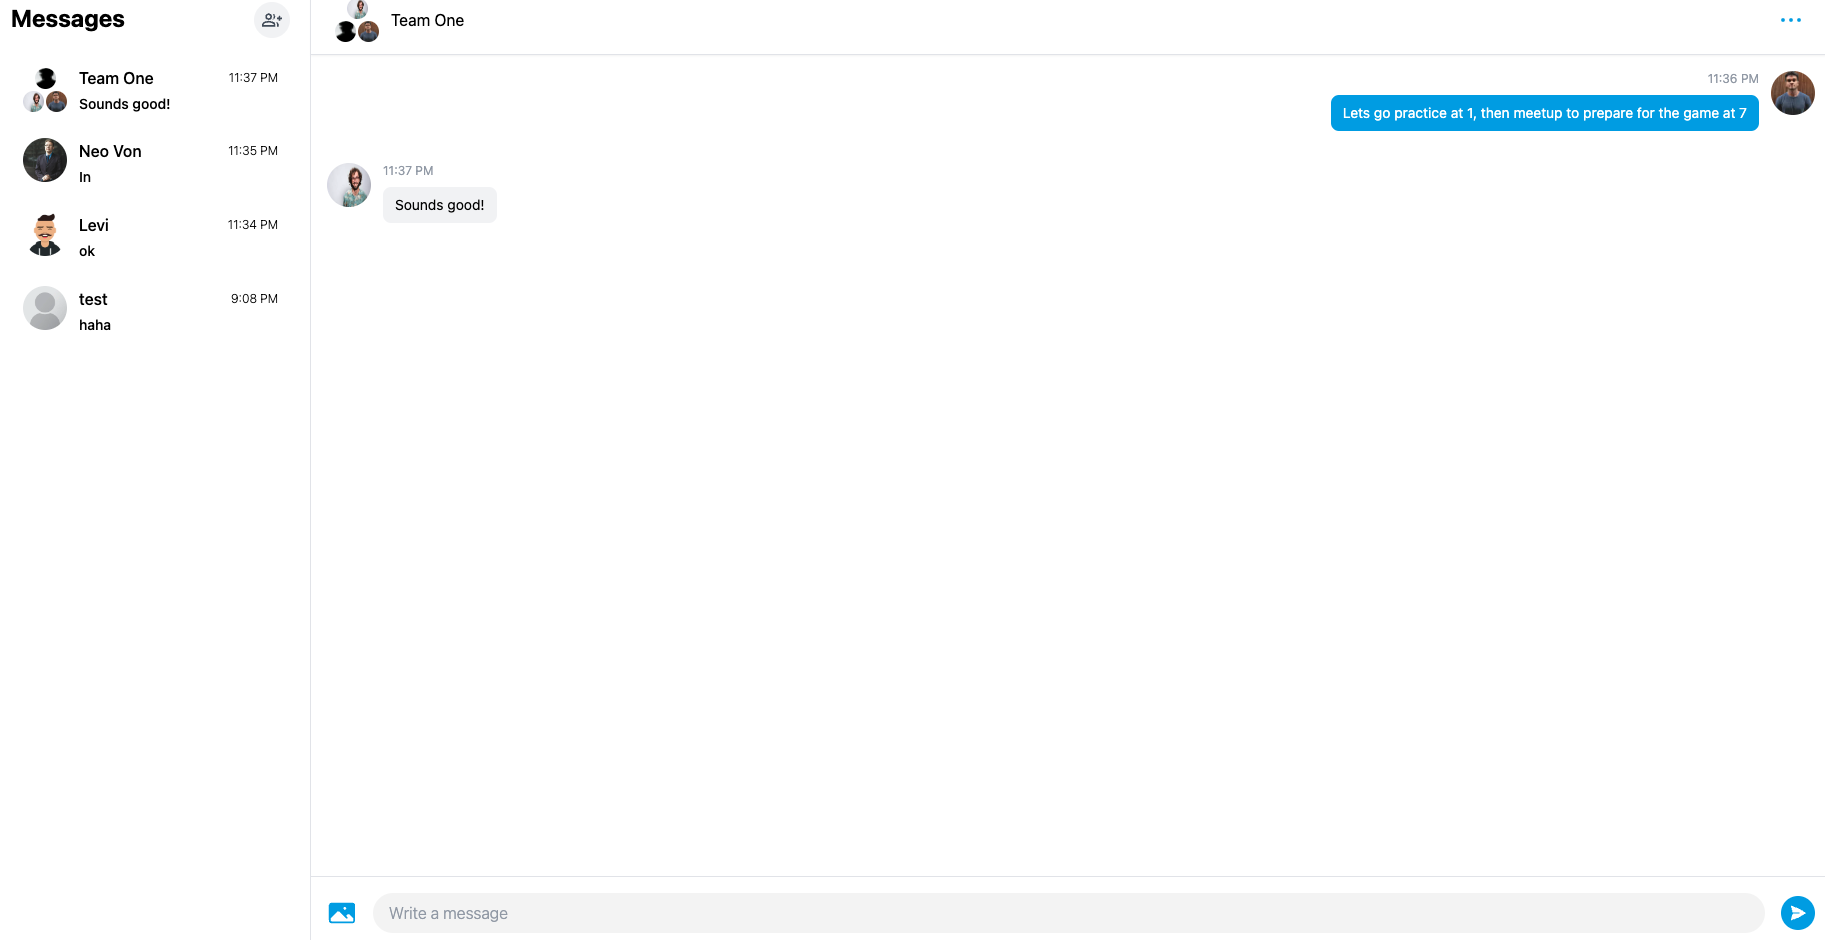 Messages
Team One
11:37 PM
Sounds good!
Neo Von
11:35 PM
In
Levi
11:34 PM
ok
test
9:08 PM
haha
Team One
11:36 PM
Lets go practice at 1, then meetup to prepare for the game at 7
11:37 PM
Sounds good!
Write a message